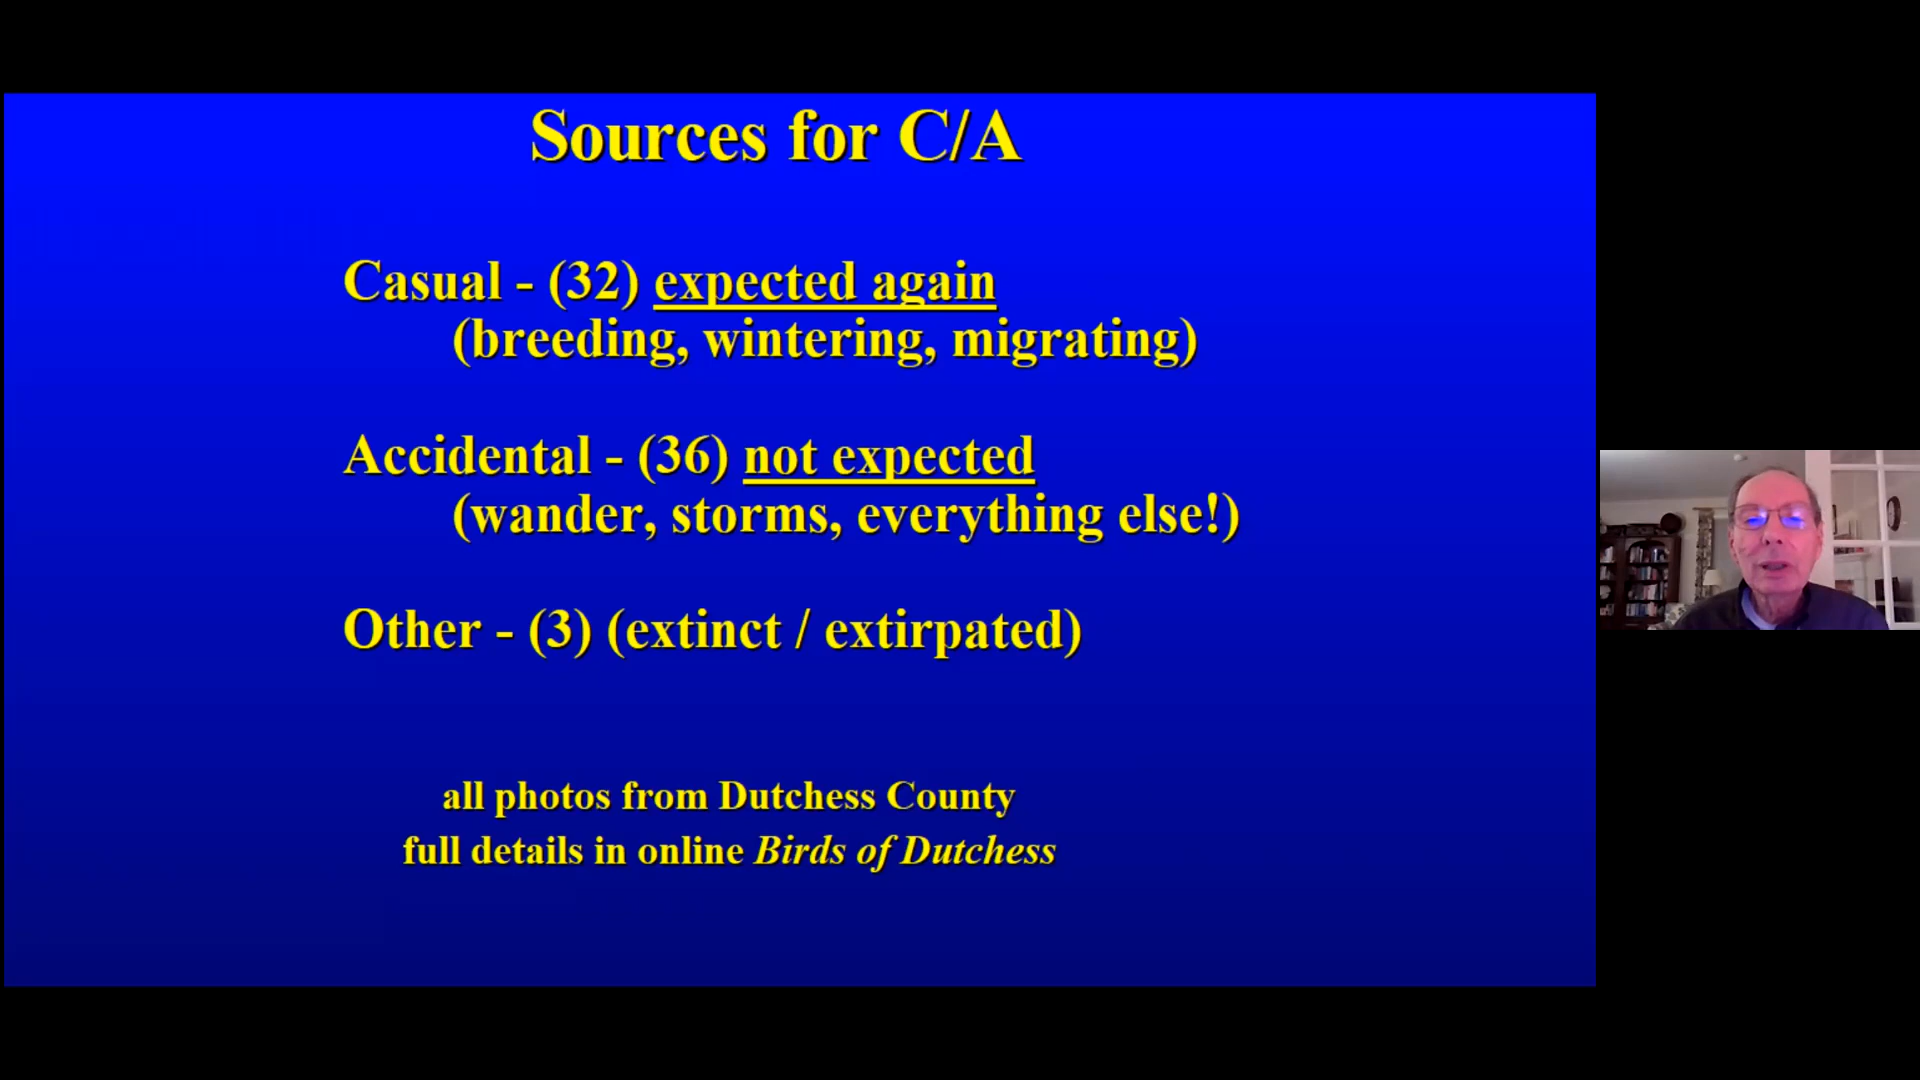 Sources for C/A
Casual - (32) expected again
(breeding, wintering, migrating)
Accidental - (36) not expected
(wander, storms, everything else!)
Other - (3) (extinct / extirpated)
all photos from Dutchess County
full details in online Birds of Dutchess